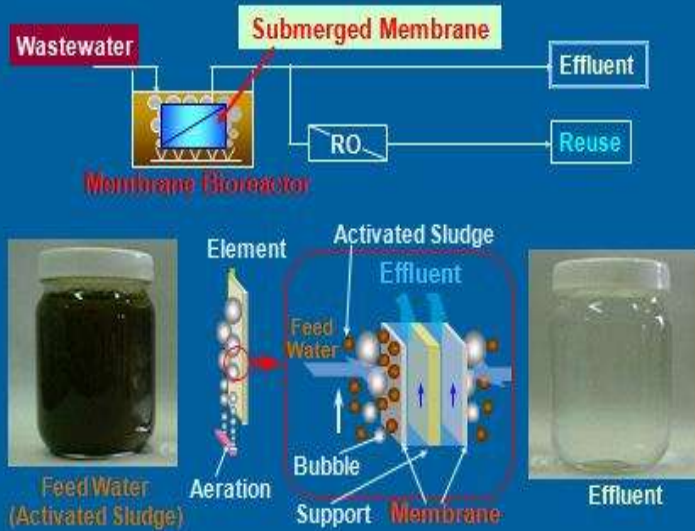 Submerged Membrane
Wastewater
Effluent
RO
Reuse
Membrane Bioreactor
Activated Sludge
Element
Effluent
Feed
Water
Bubble
Aeration
Support
Membrane
Feed Water
(Activated Sludge)
Effluent